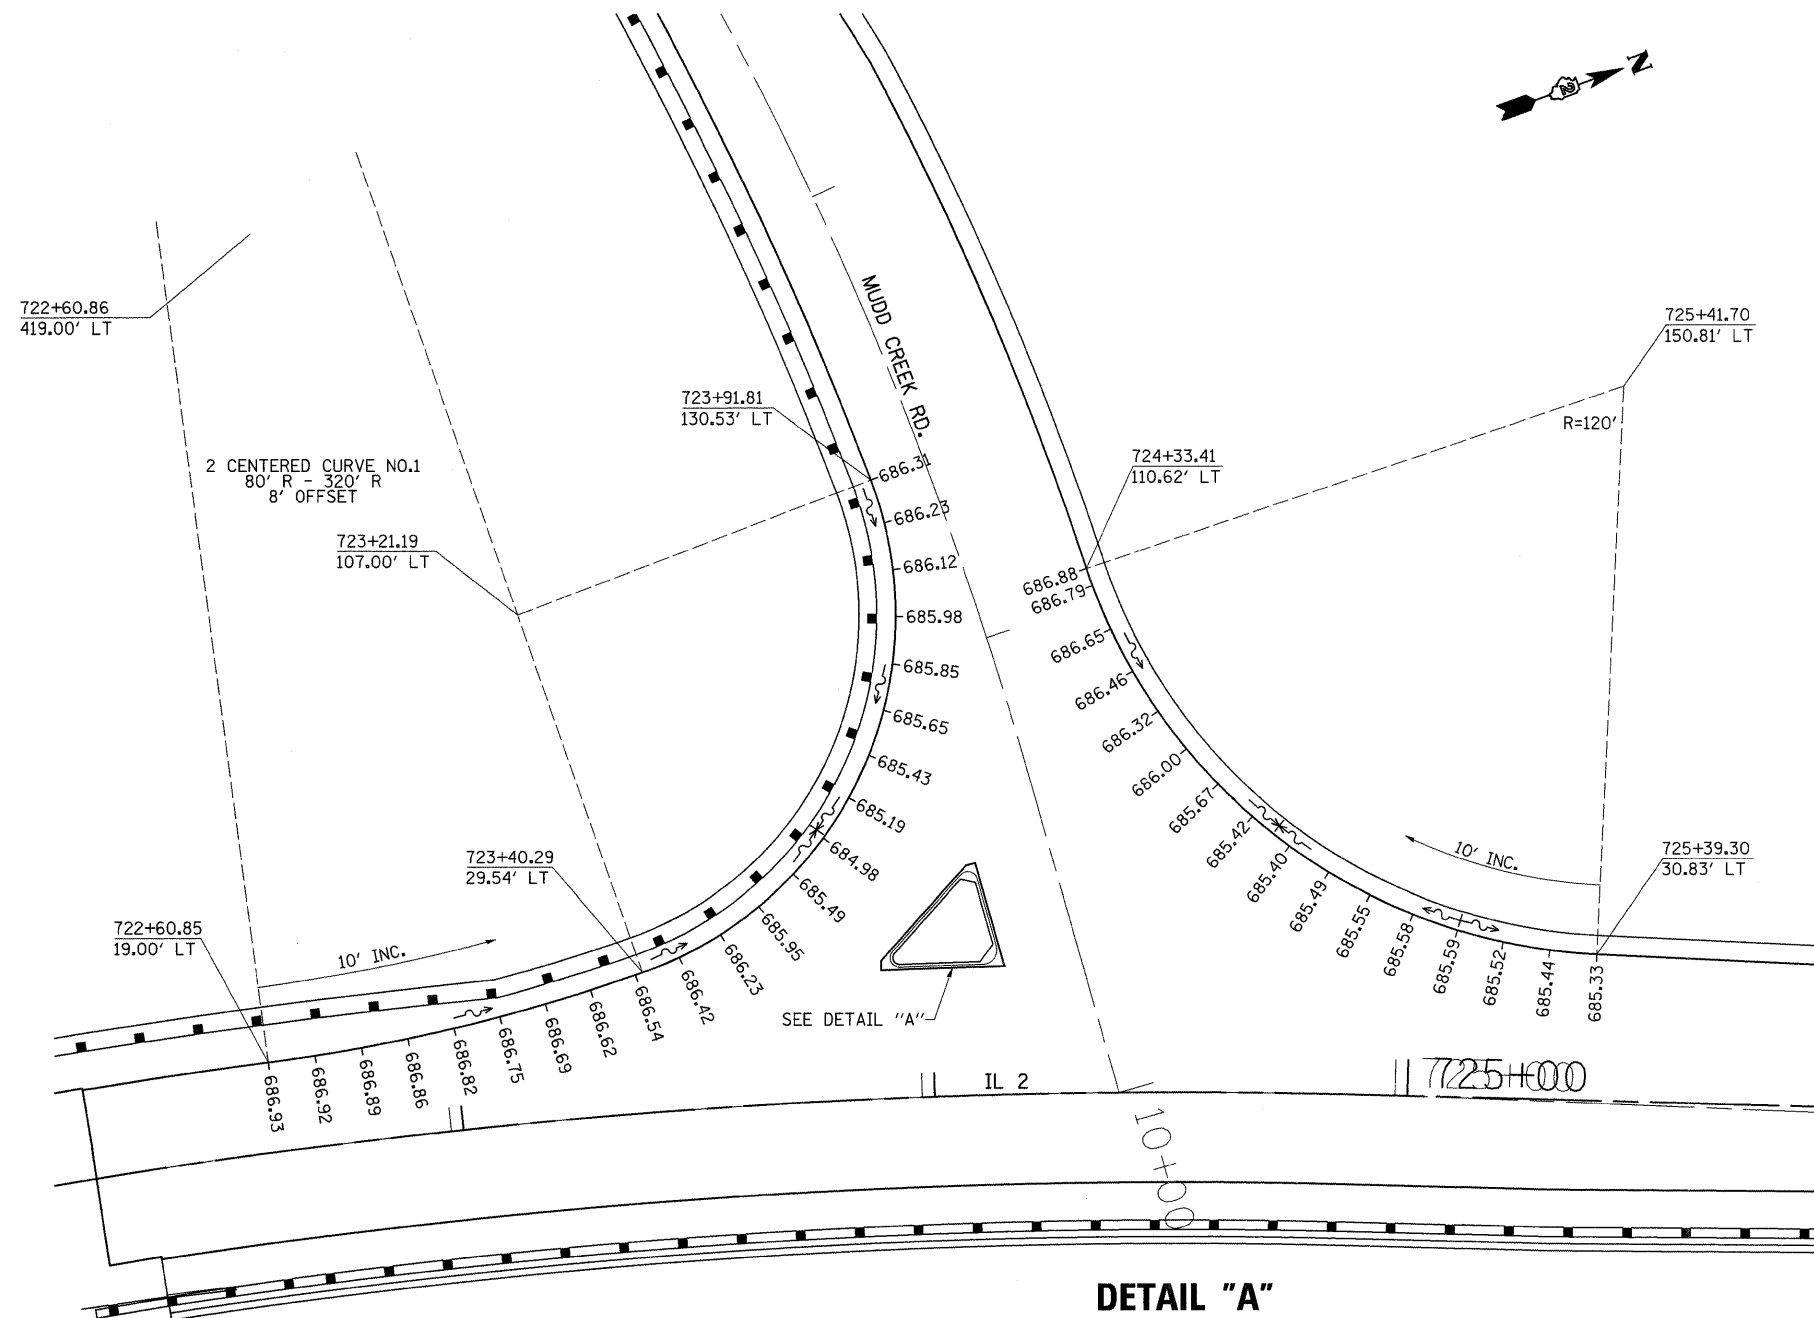 N
2
722+60.86
419.00' LT
725+41.70
150.81' LT
MUDD CREEK RD.
R=120'
723+91.81
130.53' LT
2 CENTERED CURVE NO.1
80' R - 320' R
8' OFFSET
724+33.41
110.62' LT
723+21.19
107.00' LT
686.31
686.23
686.12
685.98
685.85
685.65
685.43
685.19
684.98
685.49
685.95
686.23
686.42
686.54
686.62
686.69
686.75
686.82
686.86
686.89
686.92
686.93
686.88
686.79
686.65
686.46
686.32
686.00
685.67
685.42
685.40
685.49
685.55
685.58
685.59
685.52
685.44
685.33
10' INC.
725+39.30
30.83' LT
723+40.29
29.54' LT
722+60.85
19.00' LT
10' INC.
SEE DETAIL "A"
IL 2
725+00
10+00
DETAIL "A"